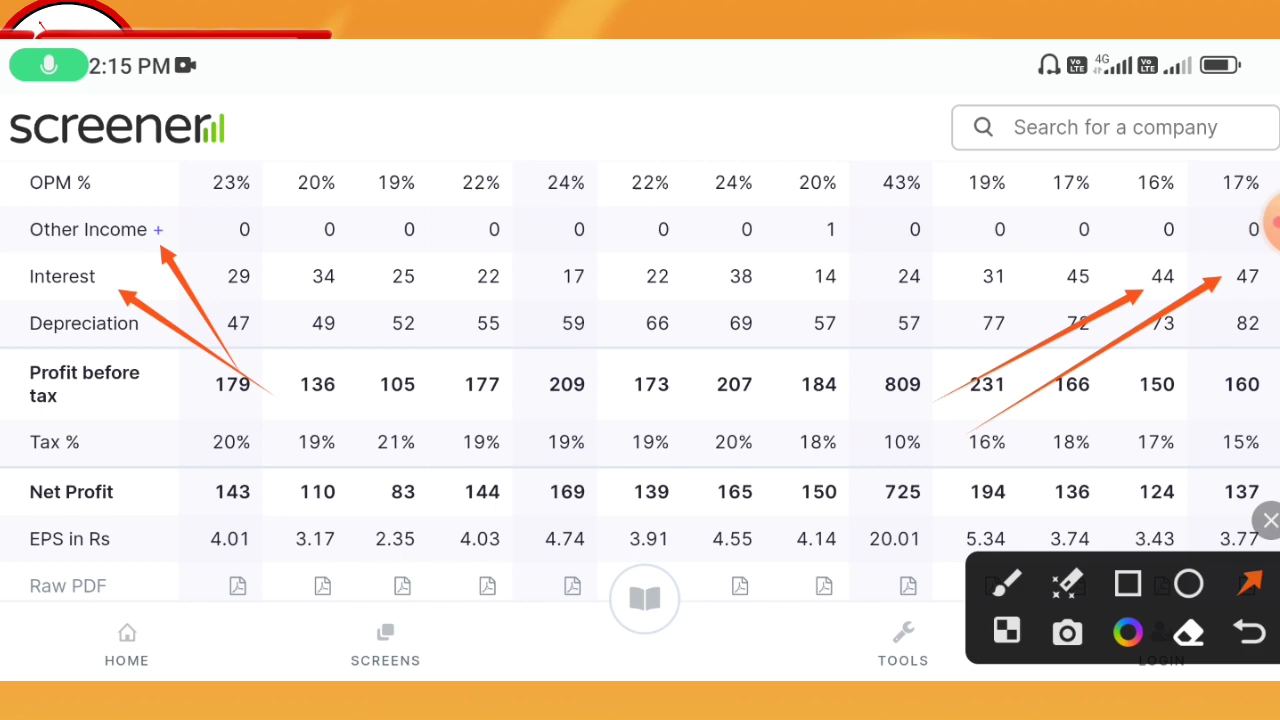 2:15 PM
Vo LTE 4G Vo LTE
screener
Search for a company
OPM % 23% 20% 19% 22% 24% 22% 24% 20% 43% 19% 17% 16% 17%
Other Income + 0 0 0 0 0 0 0 1 0 0 0 0 0
Interest 29 34 25 22 17 22 38 14 24 31 45 44 47
Depreciation 47 49 52 55 59 66 69 57 57 77 72 73 82
Profit before
tax 179 136 105 177 209 173 207 184 809 231 166 150 160
Tax % 20% 19% 21% 19% 19% 19% 20% 18% 10% 16% 18% 17% 15%
Net Profit 143 110 83 144 169 139 165 150 725 194 136 124 137
EPS in Rs 4.01 3.17 2.35 4.03 4.74 3.91 4.55 4.14 20.01 5.34 3.74 3.43 3.77
Raw PDF
HOME SCREENS TOOLS LOGIN